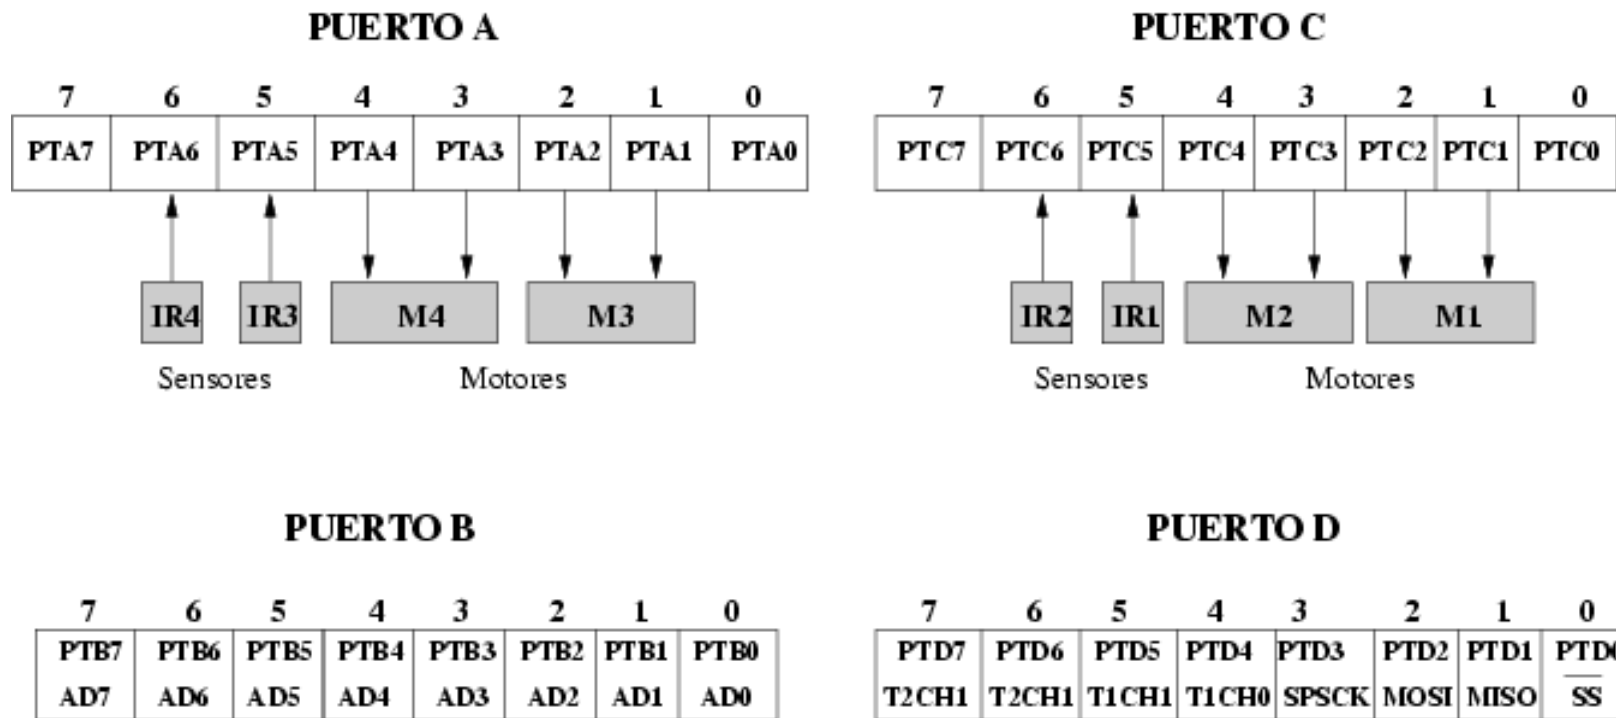 PUERTO A
7 6 5 4 3 2 1 0
PTA7 PTA6 PTA5 PTA4 PTA3 PTA2 PTA1 PTA0
IR4 IR3 M4 M3
Sensores Motores
PUERTO C
7 6 5 4 3 2 1 0
PTC7 PTC6 PTC5 PTC4 PTC3 PTC2 PTC1 PTC0
IR2 IR1 M2 M1
Sensores Motores
PUERTO B
7 6 5 4 3 2 1 0
PTB7 PTB6 PTB5 PTB4 PTB3 PTB2 PTB1 PTB0
AD7 AD6 AD5 AD4 AD3 AD2 AD1 AD0
PUERTO D
7 6 5 4 3 2 1 0
PTD7 PTD6 PTD5 PTD4 PTD3 PTD2 PTD1 PTD0
T2CH1 T2CH1 T1CH1 T1CH0 SPSCK MOSI MISO SS